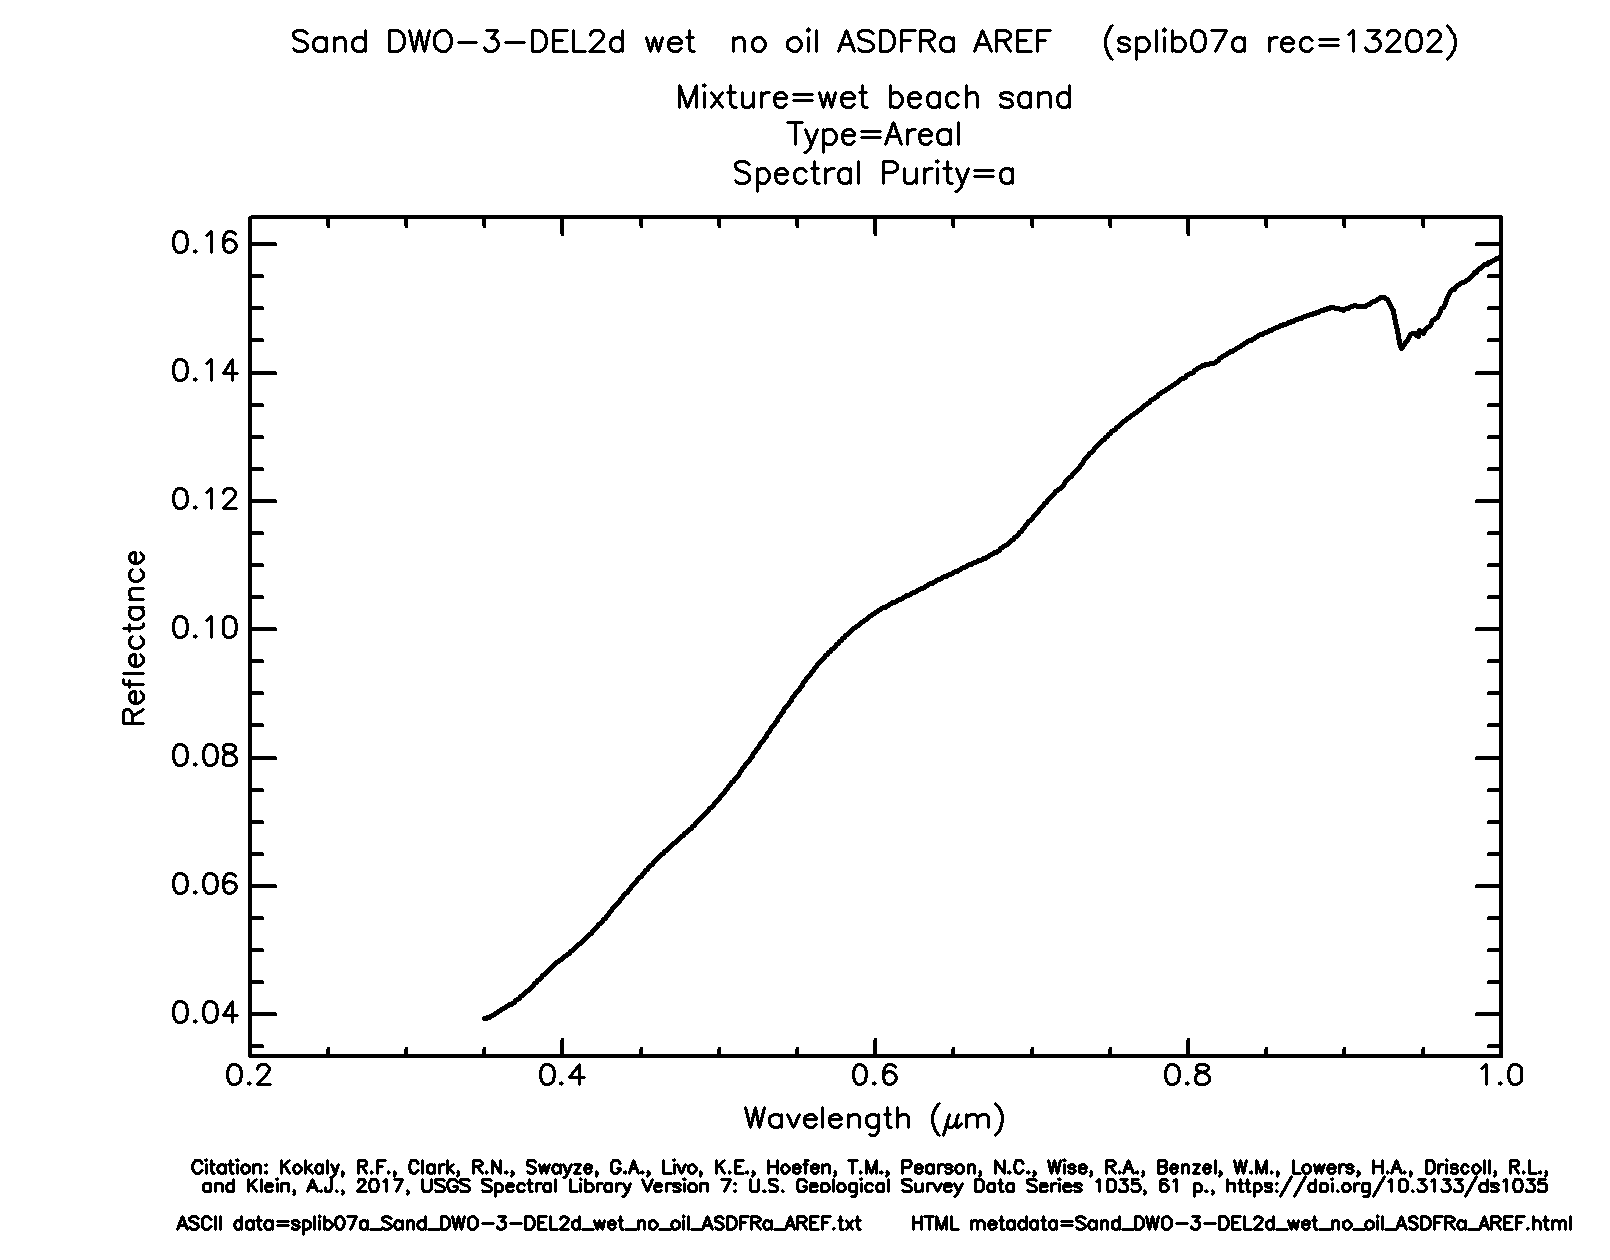 Sand DWO-3-DEL2d wet  no oil ASDFRa AREF   (splib07a rec=13202)
Mixture=wet beach sand
Type=Areal
Spectral Purity=a
0.16
0.14
0.12
0.10
0.08
0.06
0.04
Reflectance
0.2 0.4 0.6 0.8 1.0
Wavelength (μm)
Citation: Kokaly, R.F., Clark, R.N., Swayze, G.A., Livo, K.E., Hoefen, T.M., Pearson, N.C., Wise, R.A., Benzel, W.M., Lowers, H.A., Driscoll, R.L.,
and Klein, A.J., 2017, USGS Spectral Library Version 7: U.S. Geological Survey Data Series 1035, 61 p., https://doi.org/10.3133/ds1035
ASCII data=splib07a_Sand_DWO-3-DEL2d_wet_no_oil_ASDFRa_AREF.txt    HTML metadata=Sand_DWO-3-DEL2d_wet_no_oil_ASDFRa_AREF.html